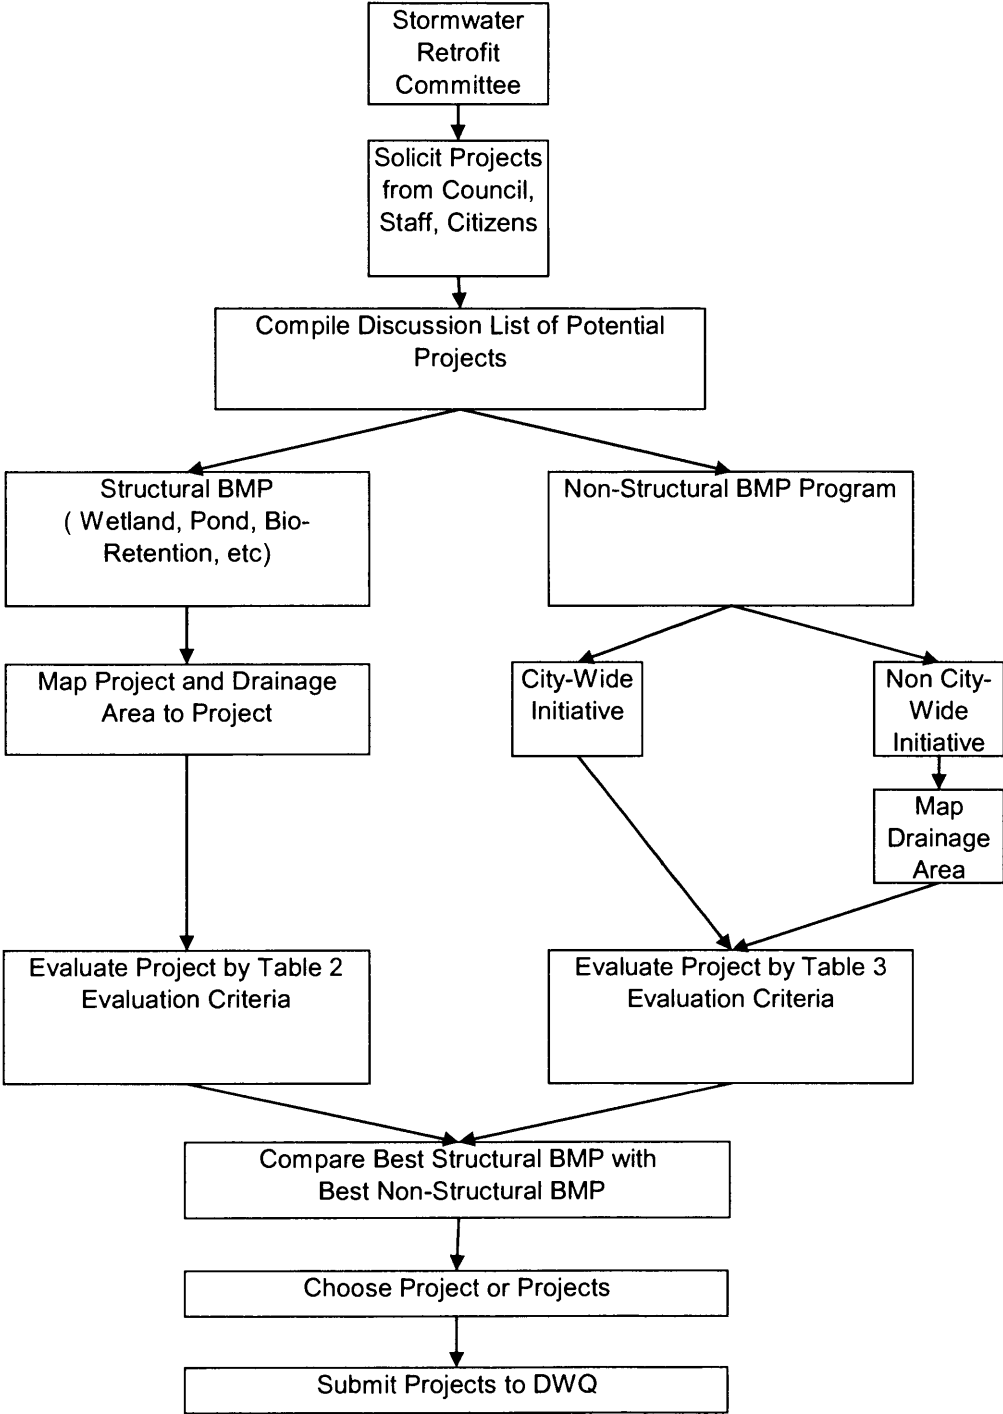 Stormwater
Retrofit
Committee
Solicit Projects
from Council,
Staff, Citizens
Compile Discussion List of Potential
Projects
Structural BMP
( Wetland, Pond, Bio-
Retention, etc)
Non-Structural BMP Program
Map Project and Drainage
Area to Project
City-Wide
Initiative
Non City-
Wide
Initiative
Map
Drainage
Area
Evaluate Project by Table 2
Evaluation Criteria
Evaluate Project by Table 3
Evaluation Criteria
Compare Best Structural BMP with
Best Non-Structural BMP
Choose Project or Projects
Submit Projects to DWQ